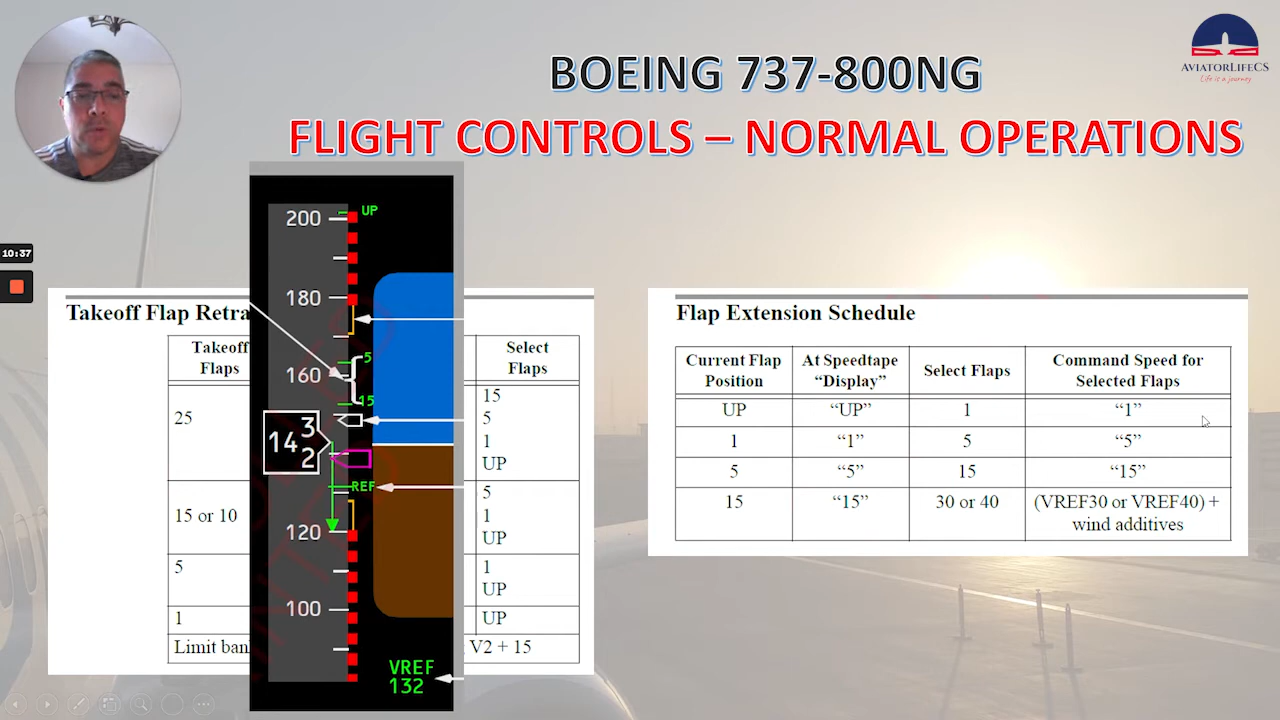 BOEING 737-800NG
FLIGHT CONTROLS – NORMAL OPERATIONS
AVIATORLIFECS
Life is a journey
10:37
Takeoff Flap Retra
Takeoff
Flaps
Select
Flaps
25
15
5
1
UP
15 or 10
5
1
UP
5
1
UP
1
UP
Limit ban
V2 + 15
200
180
160
14
3
2
120
100
UP
5
15
REF
VREF
132
Flap Extension Schedule
Current Flap Position
At Speedtape “Display”
Select Flaps
Command Speed for Selected Flaps
UP “UP” 1 “1”
1 “1” 5 “5”
5 “5” 15 “15”
15 “15” 30 or 40 (VREF30 or VREF40) +
wind additives